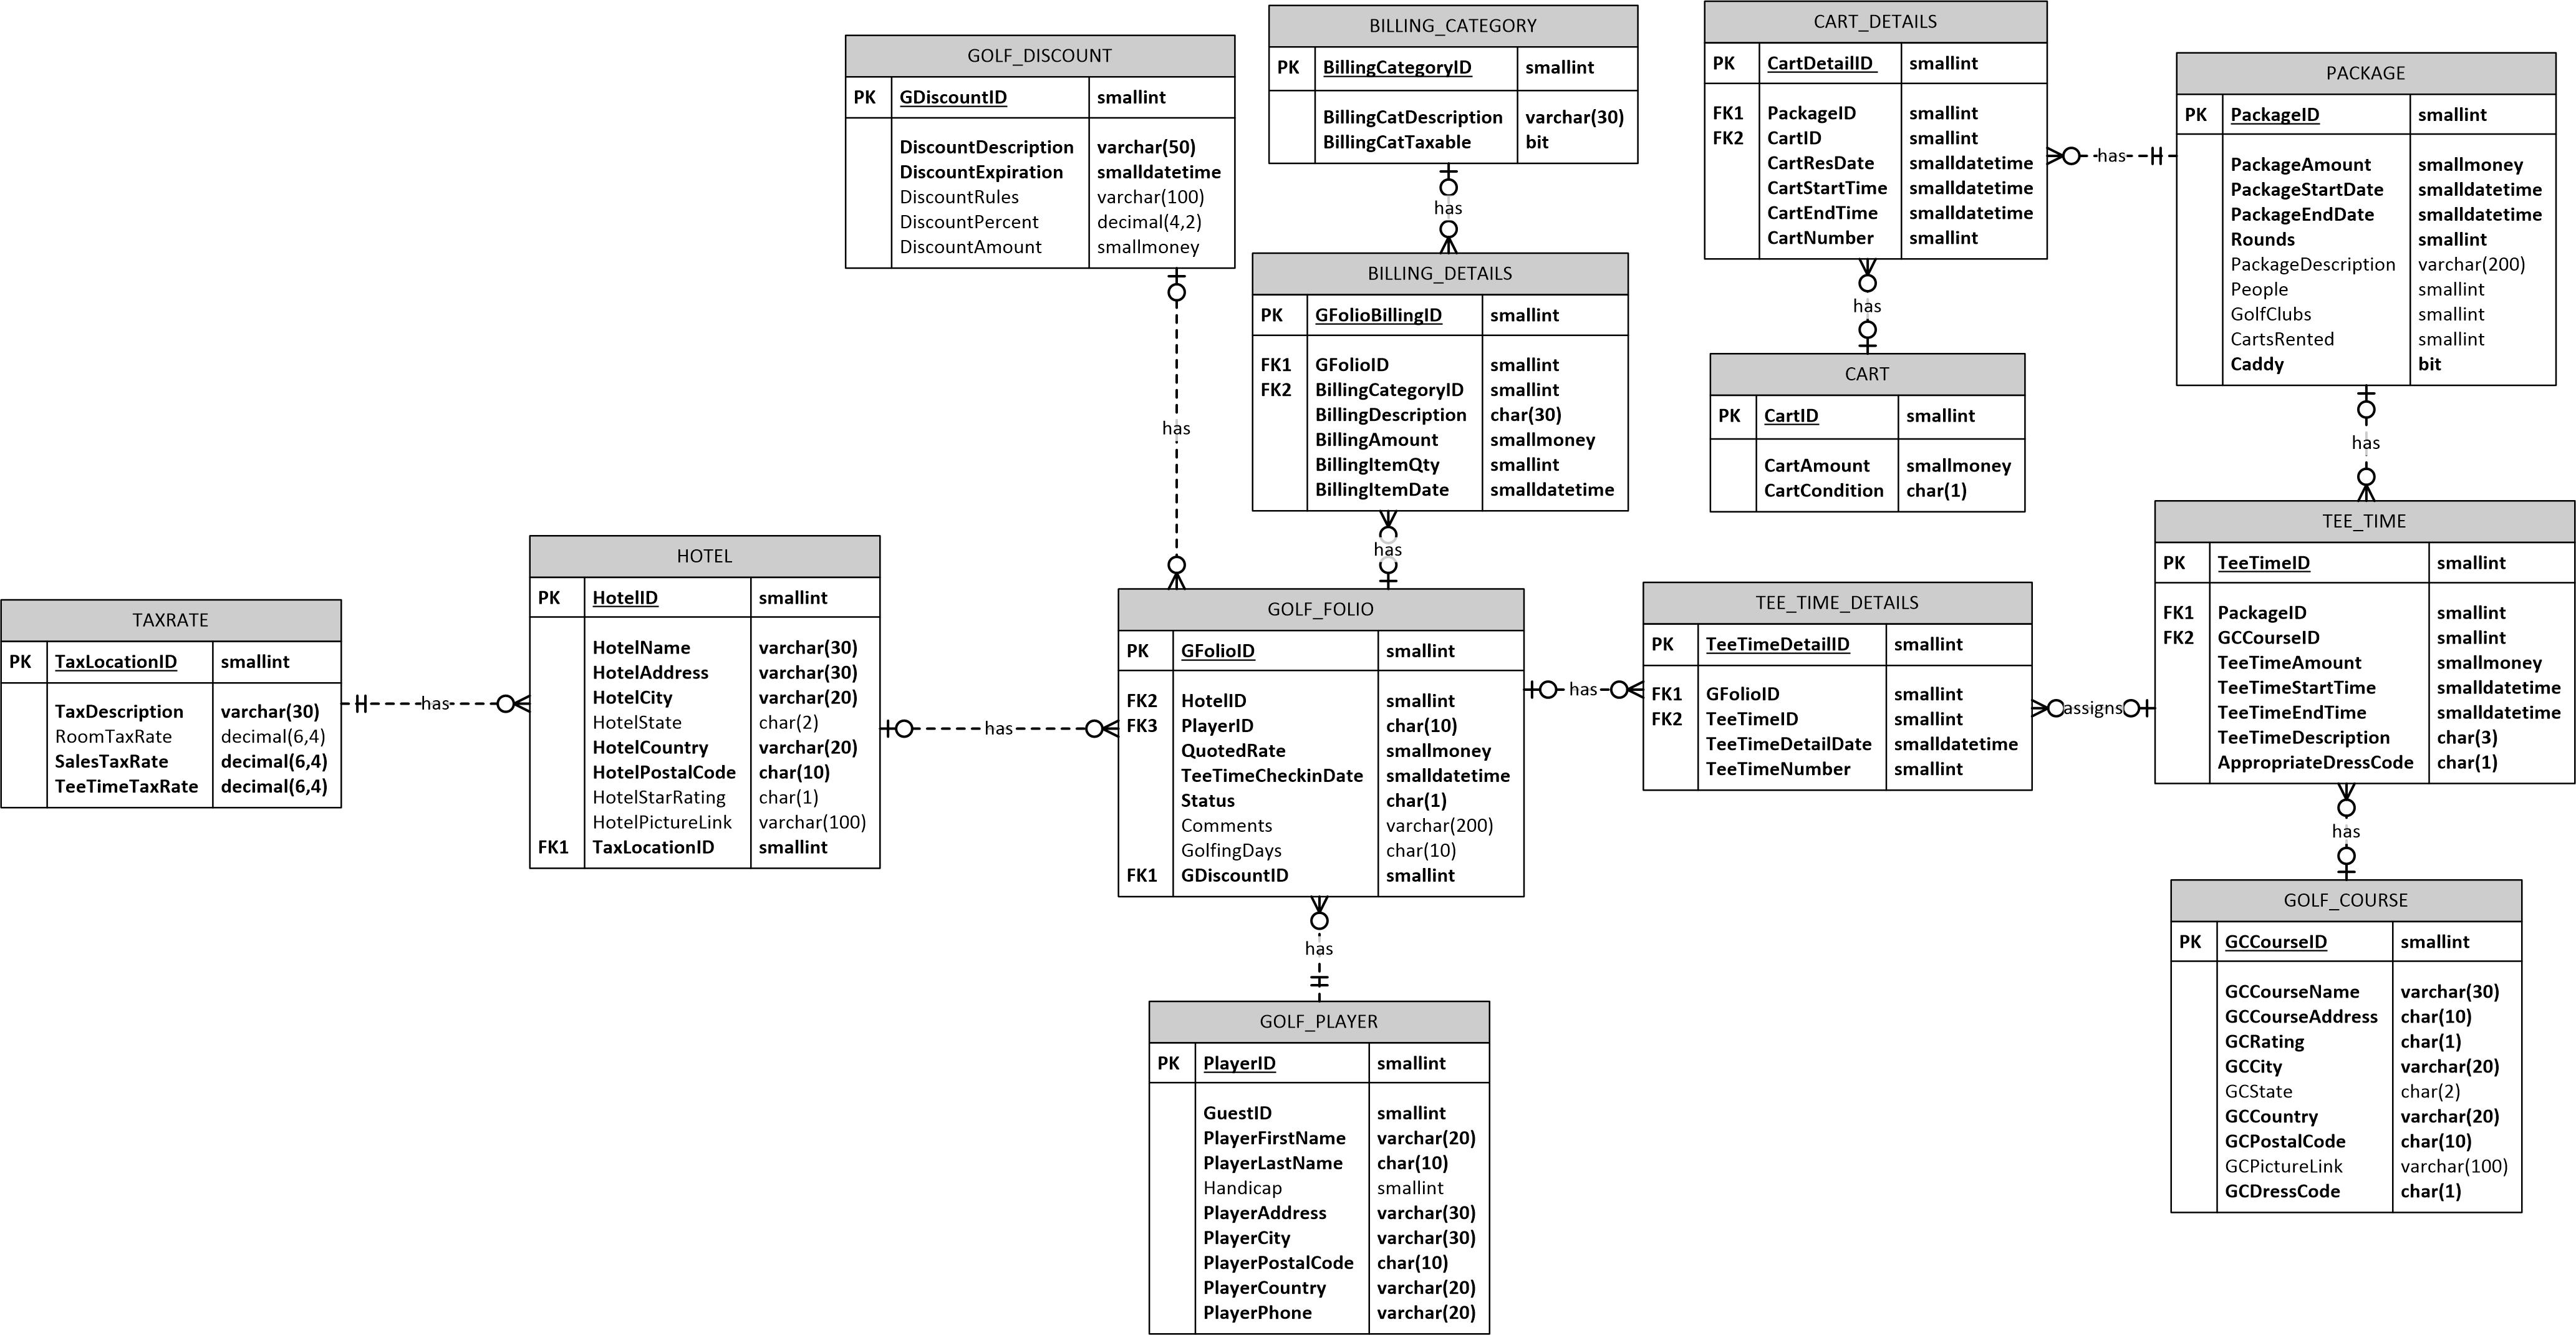 GOLF_DISCOUNT
PK GDiscountID smallint
DiscountDescription varchar(50)
DiscountExpiration smalldatetime
DiscountRules varchar(100)
DiscountPercent decimal(4,2)
DiscountAmount smallmoney
BILLING_CATEGORY
PK BillingCategoryID smallint
BillingCatDescription varchar(30)
BillingCatTaxable bit
CART_DETAILS
PK CartDetailID smallint
FK1 PackageID smallint
FK2 CartID smallint
CartResDate smalldatetime
CartStartTime smalldatetime
CartEndTime smalldatetime
CartNumber smallint
has
PACKAGE
PK PackageID smallint
PackageAmount smallmoney
PackageStartDate smalldatetime
PackageEndDate smalldatetime
Rounds smallint
PackageDescription varchar(200)
People smallint
GolfClubs smallint
CartsRented smallint
Caddy bit
has
BILLING_DETAILS
PK GFolioBillingID smallint
FK1 GFolioID smallint
FK2 BillingCategoryID smallint
BillingDescription char(30)
BillingAmount smallmoney
BillingItemQty smallint
BillingItemDate smalldatetime
has
CART
PK CartID smallint
CartAmount smallmoney
CartCondition char(1)
has
has
has
TAXRATE
PK TaxLocationID smallint
TaxDescription varchar(30)
RoomTaxRate decimal(6,4)
SalesTaxRate decimal(6,4)
TeeTimeTaxRate decimal(6,4)
has
HOTEL
PK HotelID smallint
HotelName varchar(30)
HotelAddress varchar(30)
HotelCity varchar(20)
HotelState char(2)
HotelCountry varchar(20)
HotelPostalCode char(10)
HotelStarRating char(1)
HotelPictureLink varchar(100)
FK1 TaxLocationID smallint
has
GOLF_FOLIO
PK GFolioID smallint
FK2 HotelID smallint
FK3 PlayerID char(10)
QuotedRate smallmoney
TeeTimeCheckinDate smalldatetime
Status char(1)
Comments varchar(200)
GolfingDays char(10)
FK1 GDiscountID smallint
has
TEE_TIME_DETAILS
PK TeeTimeDetailID smallint
FK1 GFolioID smallint
FK2 TeeTimeID smallint
TeeTimeDetailDate smalldatetime
TeeTimeNumber smallint
assigns
TEE_TIME
PK TeeTimeID smallint
FK1 PackageID smallint
FK2 GCCourseID smallint
TeeTimeAmount smallmoney
TeeTimeStartTime smalldatetime
TeeTimeEndTime smalldatetime
TeeTimeDescription char(3)
AppropriateDressCode char(1)
has
has
GOLF_PLAYER
PK PlayerID smallint
GuestID smallint
PlayerFirstName varchar(20)
PlayerLastName char(10)
Handicap smallint
PlayerAddress varchar(30)
PlayerCity varchar(30)
PlayerPostalCode char(10)
PlayerCountry varchar(20)
PlayerPhone varchar(20)
GOLF_COURSE
PK GCCourseID smallint
GCCourseName varchar(30)
GCCourseAddress char(10)
GCRating char(1)
GCCity varchar(20)
GCState char(2)
GCCountry varchar(20)
GCPostalCode char(10)
GCPictureLink varchar(100)
GCDressCode char(1)